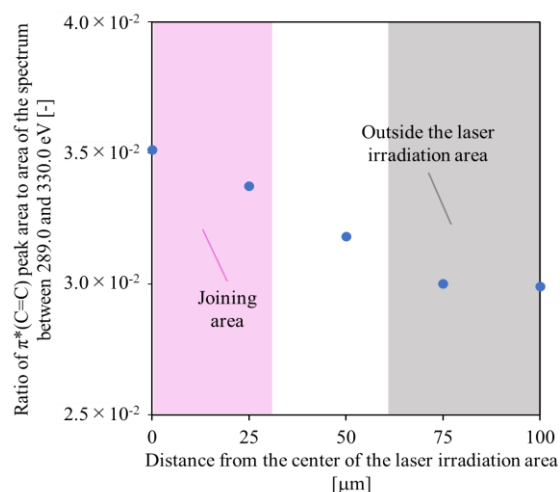 Ratio of π*(C=C) peak area to area of the spectrum
between 289.0 and 330.0 eV [-]
4.0 × 10⁻²
3.5 × 10⁻²
3.0 × 10⁻²
2.5 × 10⁻²
Outside the laser
irradiation area
Joining
area
0 25 50 75 100
Distance from the center of the laser irradiation area
[μm]